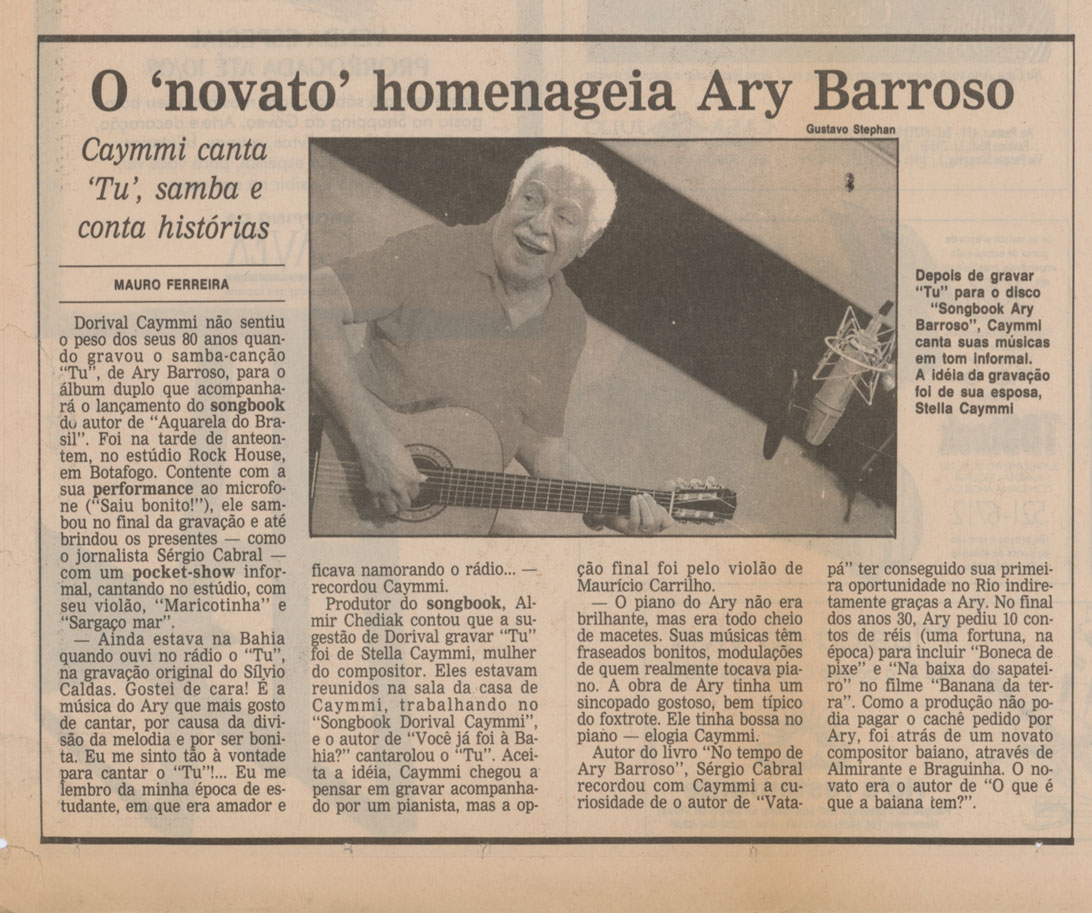 O ‘novato’ homenageia Ary Barroso
Caymmi canta
‘Tu’, samba e
conta histórias
Gustavo Stephan
MAURO FERREIRA
Depois de gravar
“Tu” para o disco
“Songbook Ary
Barroso”, Caymmi
canta suas músicas
em tom informal.
A idéia da gravação
foi de sua esposa,
Stella Caymmi
Dorival Caymmi não sentiu
o peso dos seus 80 anos quan-
do gravou o samba-canção
“Tu”, de Ary Barroso, para o
álbum duplo que acompanha-
rá o lançamento do songbook
do autor de “Aquarela do Bra-
sil”. Foi na tarde de anteon-
tem, no estúdio Rock House,
em Botafogo. Contente com a
sua performance ao microfo-
ne (“Saiu bonito!”), ele sam-
bou no final da gravação e até
brindou os presentes — como
o jornalista Sérgio Cabral —
com um pocket-show infor-
mal, cantando no estúdio, com
seu violão, “Maricotinha” e
“Sargaço mar”.
— Ainda estava na Bahia
quando ouvi no rádio o “Tu”,
na gravação original do Sílvio
Caldas. Gostei de cara! É a
música do Ary que mais gosto
de cantar, por causa da divi-
são da melodia e por ser boni-
ta. Eu me sinto tão à vontade
para cantar o “Tu”!... Eu me
lembro da minha época de es-
tudante, em que era amador e
ficava namorando o rádio... —
recordou Caymmi.
Produtor do songbook, Al-
mir Chediak contou que a su-
gestão de Dorival gravar “Tu”
foi de Stella Caymmi, mulher
do compositor. Eles estavam
reunidos na sala da casa de
Caymmi, trabalhando no
“Songbook Dorival Caymmi”,
e o autor de “Você já foi à Ba-
hia?” cantarolou o “Tu”. Acei-
ta a idéia, Caymmi chegou a
pensar em gravar acompanha-
do por um pianista, mas a op-
ção final foi pelo violão de
Maurício Carrilho.
— O piano do Ary não era
brilhante, mas era todo cheio
de macetes. Suas músicas têm
fraseados bonitos, modulações
de quem realmente tocava pia-
no. A obra de Ary tinha um
sincopado gostoso, bem típico
do foxtrote. Ele tinha bossa no
piano — elogia Caymmi.
Autor do livro “No tempo de
Ary Barroso”, Sérgio Cabral
recordou com Caymmi a cu-
riosidade de o autor de “Vata-
pá” ter conseguido sua primei-
ra oportunidade no Rio indire-
tamente graças a Ary. No final
dos anos 30, Ary pediu 10 con-
tos de réis (uma fortuna, na
época) para incluir “Boneca de
pixe” e “Na baixa do sapatei-
ro” no filme “Banana da ter-
ra”. Como a produção não po-
dia pagar o cachê pedido por
Ary, foi atrás de um novato
compositor baiano, através de
Almirante e Braguinha. O no-
vato era o autor de “O que é
que a baiana tem?”.